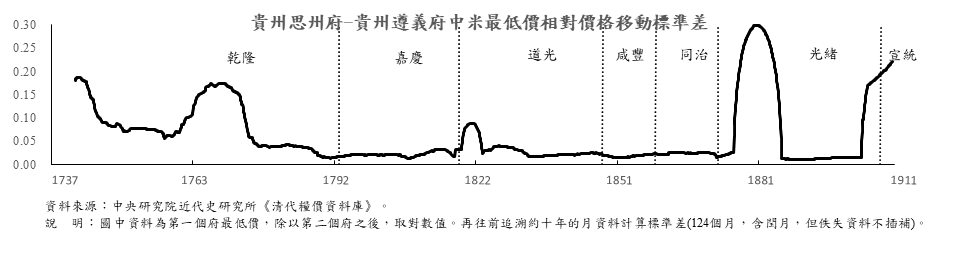 貴州思州府–貴州遵義府中米最低價相對價格移動標準差
0.30
0.25
0.20
0.15
0.10
0.05
0.00
乾隆 嘉慶 道光 咸豐 同治 光緒 宣統
1737 1763 1792 1822 1851 1881 1911
資料來源：中央研究院近代史研究所《清代糧價資料庫》。
說　明：圖中資料為第一個府最低價，除以第二個府之後，取對數值。再往前追溯約十年的月資料計算標準差(124個月，含閏月，但佚失資料不插補)。